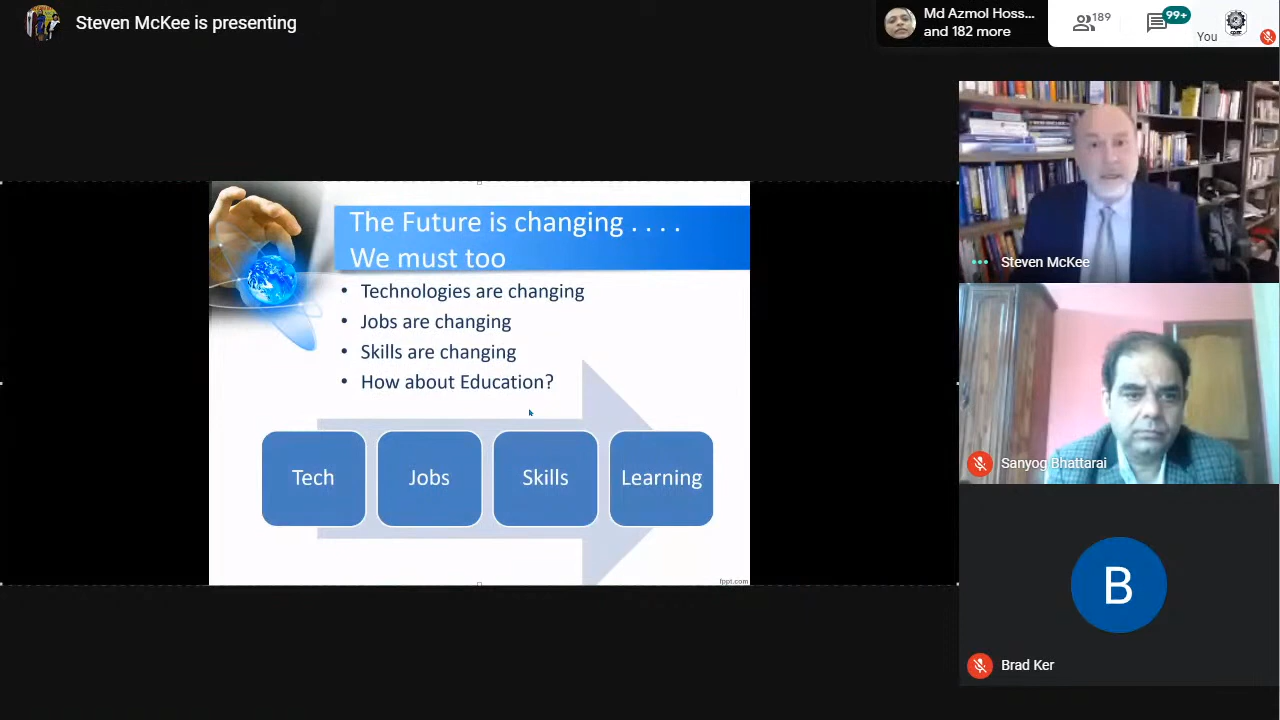 Steven McKee is presenting
Md Azmol Hoss...
and 182 more
189
99+
You
The Future is changing . . . .
We must too
• Technologies are changing
• Jobs are changing
• Skills are changing
• How about Education?
Tech
Jobs
Skills
Learning
fppt.com
Steven McKee
Sanyog Bhattarai
B
Brad Ker